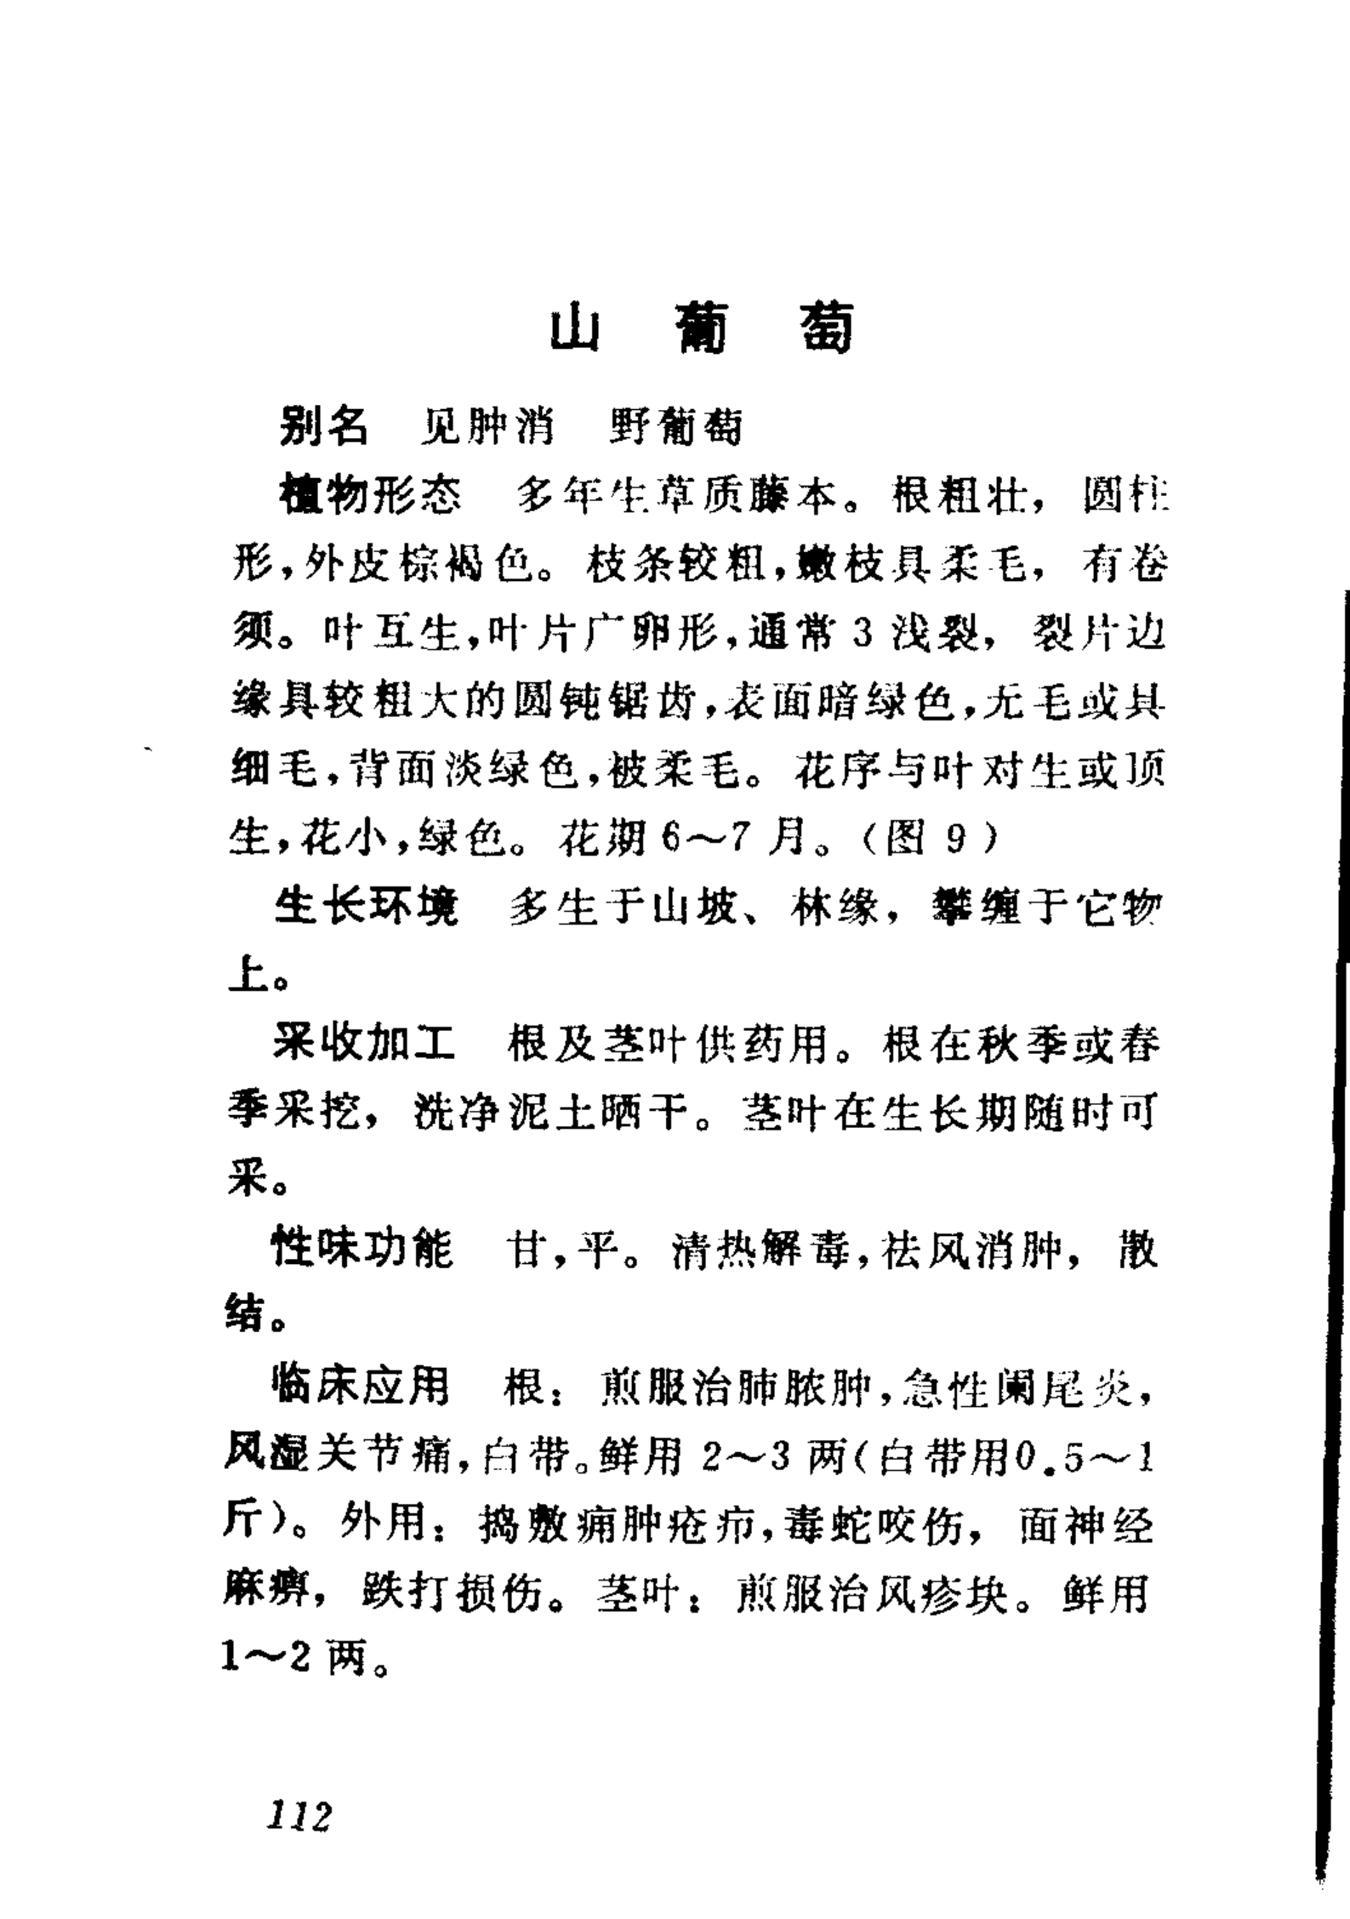 山葡萄
别名 见肿消 野葡萄
植物形态 多年生草质藤本。根粗壮，圆柱
形，外皮棕褐色。枝条较粗，嫩枝具柔毛，有卷
须。叶互生，叶片广卵形，通常3浅裂，裂片边
缘具较粗大的圆钝锯齿，表面暗绿色，无毛或具
细毛，背面淡绿色，被柔毛。花序与叶对生或顶
生，花小，绿色。花期6～7月。（图9）
生长环境 多生于山坡、林缘，攀缠于它物
上。
采收加工 根及茎叶供药用。根在秋季或春
季采挖，洗净泥土晒干。茎叶在生长期随时可
采。
性味功能 甘，平。清热解毒，祛风消肿，散
结。
临床应用 根：煎服治肺脓肿，急性阑尾炎，
风湿关节痛，白带。鲜用2～3两（白带用0.5～1
斤）。外用：捣敷痈肿疮疖，毒蛇咬伤，面神经
麻痹，跌打损伤。茎叶：煎服治风疹块。鲜用
1～2两。
112